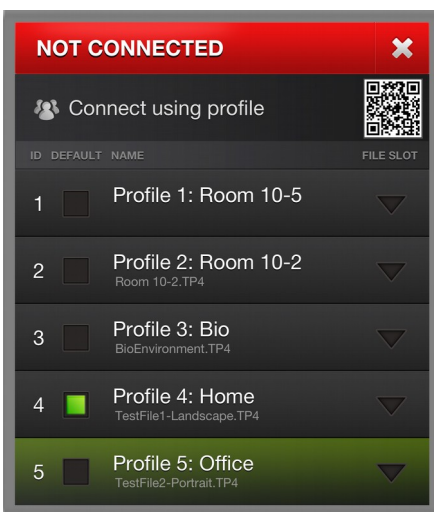 NOT CONNECTED
Connect using profile
ID DEFAULT NAME FILE SLOT
1 Profile 1: Room 10-5
2 Profile 2: Room 10-2
Room 10-2.TP4
3 Profile 3: Bio
BioEnvironment.TP4
4 Profile 4: Home
TestFile1-Landscape.TP4
5 Profile 5: Office
TestFile2-Portrait.TP4